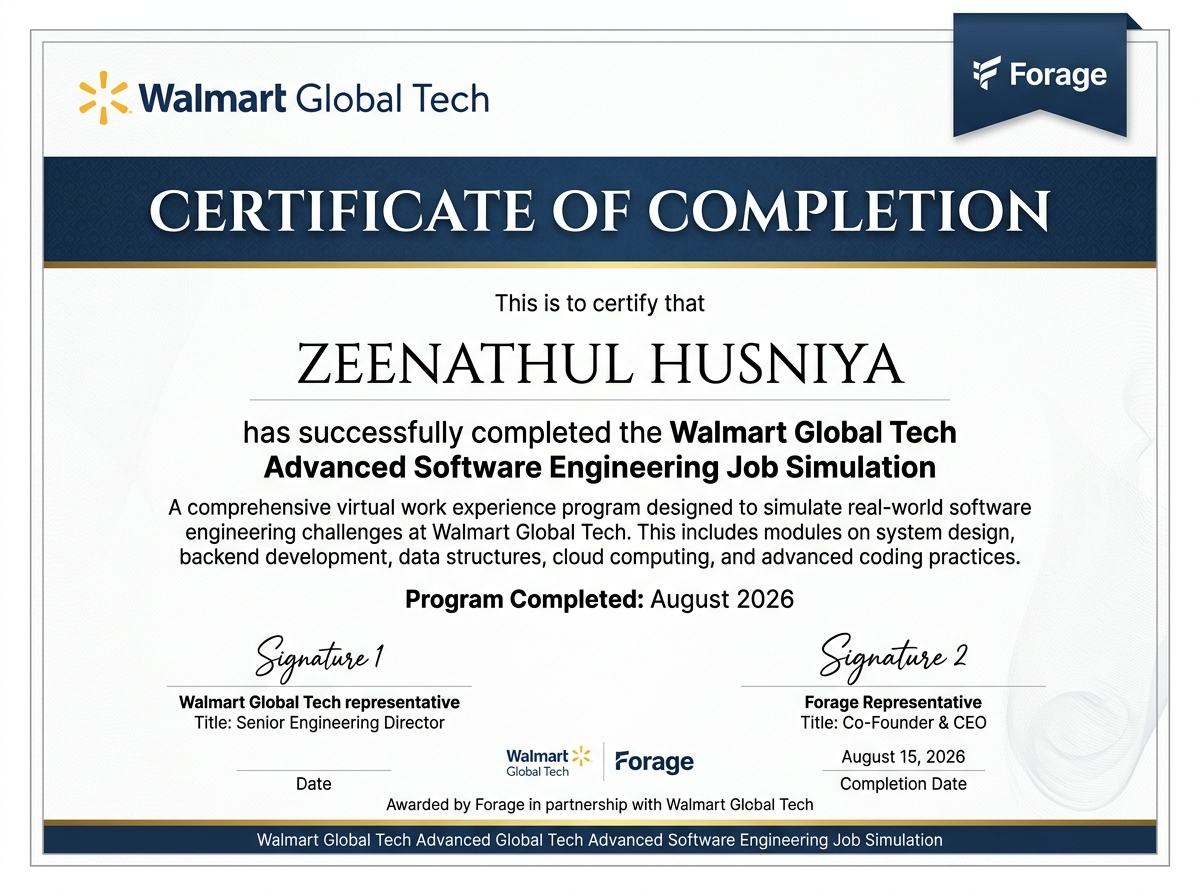 Walmart Global Tech
Forage
CERTIFICATE OF COMPLETION
This is to certify that
ZEENATHUL HUSNIYA
has successfully completed the Walmart Global Tech
Advanced Software Engineering Job Simulation
A comprehensive virtual work experience program designed to simulate real-world software
engineering challenges at Walmart Global Tech. This includes modules on system design,
backend development, data structures, cloud computing, and advanced coding practices.
Program Completed: August 2026
Signature 1
Walmart Global Tech representative
Title: Senior Engineering Director
Date
Signature 2
Forage Representative
Title: Co-Founder & CEO
August 15, 2026
Completion Date
Walmart
Global Tech
Forage
Awarded by Forage in partnership with Walmart Global Tech
Walmart Global Tech Advanced Global Tech Advanced Software Engineering Job Simulation